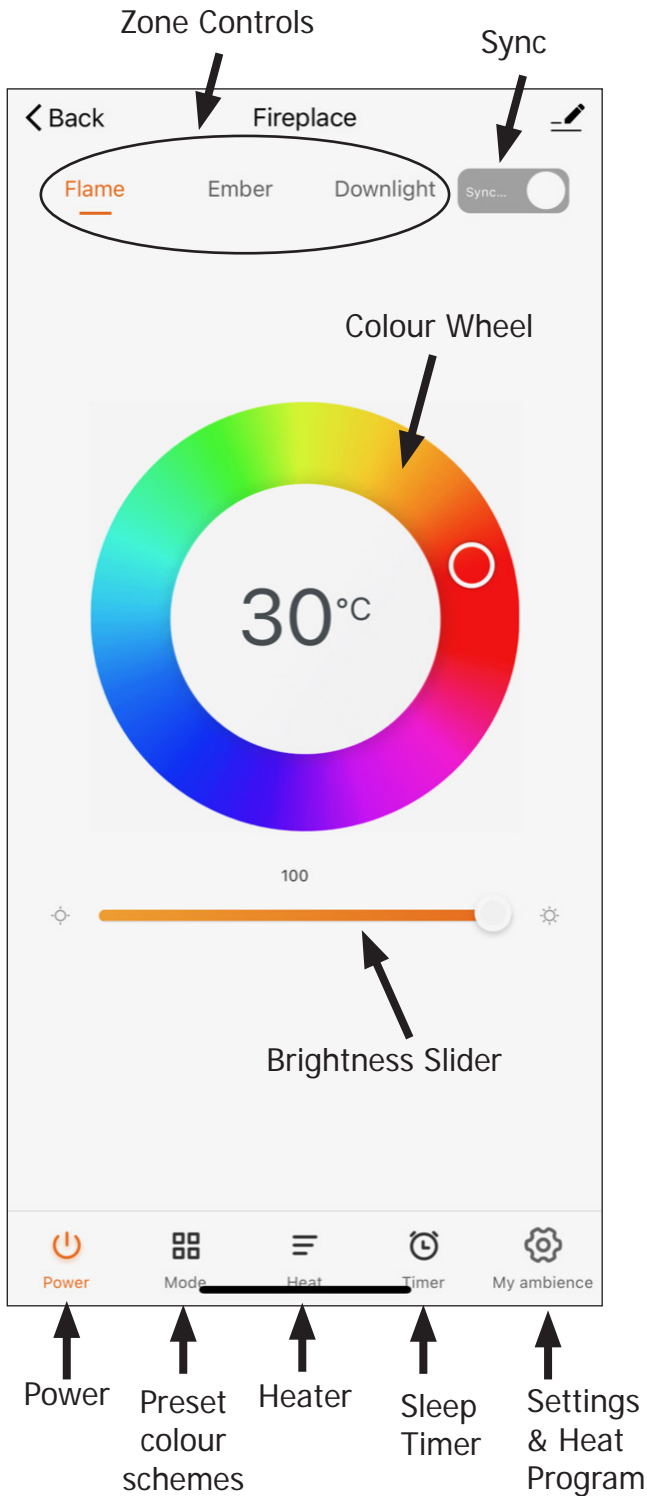 Zone Controls
Sync
Back
Fireplace
Flame
Ember
Downlight
Sync...
Colour Wheel
30°C
100
Brightness Slider
Power
Mode
Heat
Timer
My ambience
Power
Preset
colour
schemes
Heater
Sleep
Timer
Settings
& Heat
Program